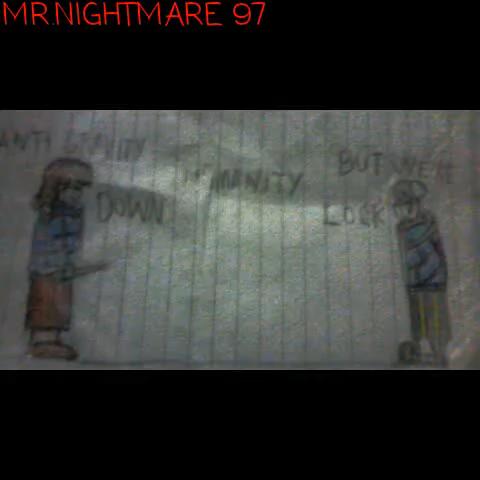 MR.NIGHTMARE 97
ANTI GRAVITY
HUMANITY
BUT WE'RE
DOWN
LOCK